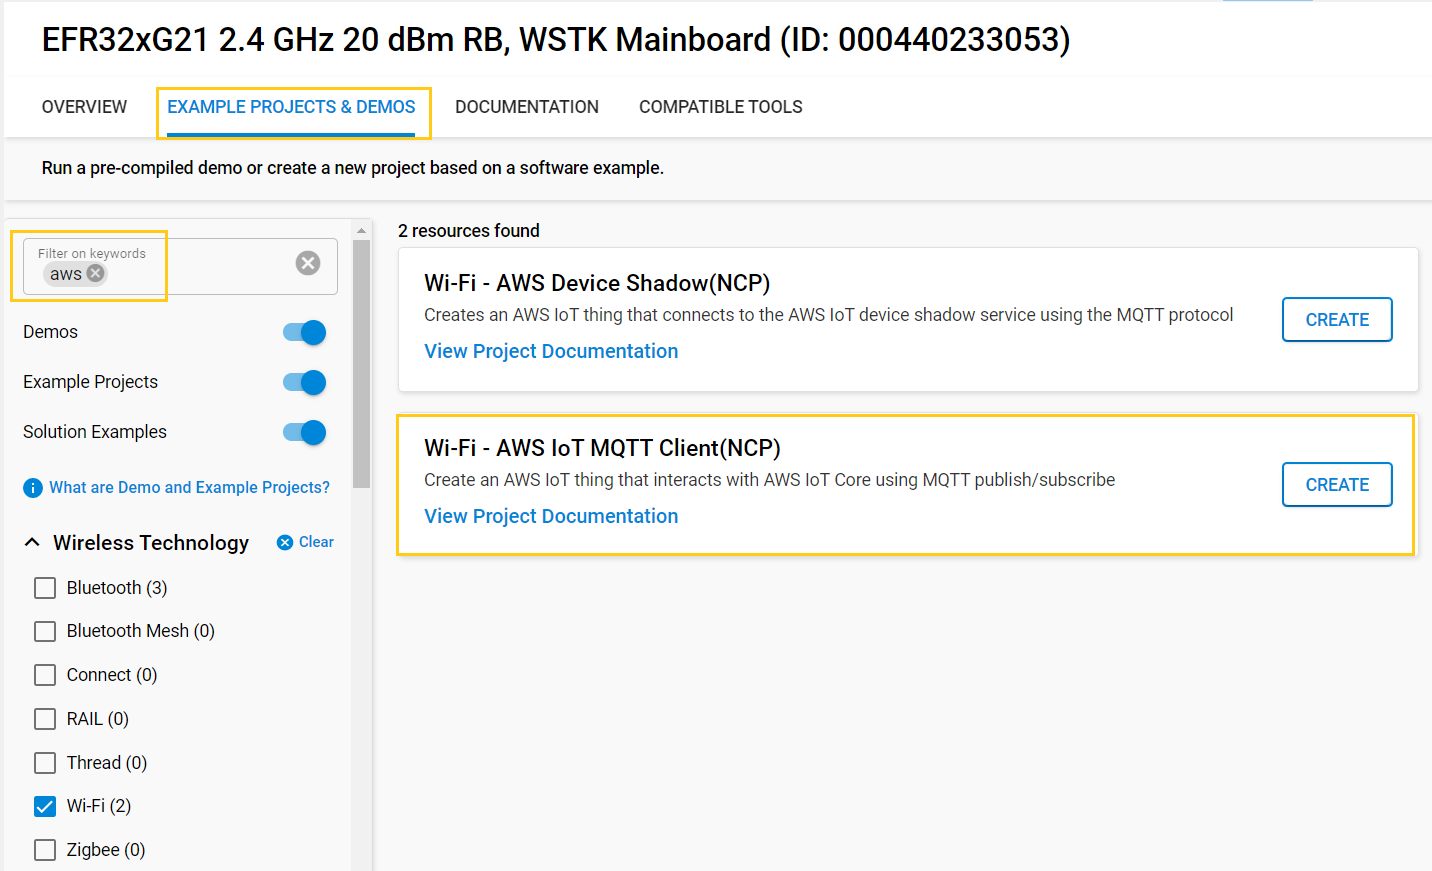 EFR32xG21 2.4 GHz 20 dBm RB, WSTK Mainboard (ID: 000440233053)
OVERVIEW
EXAMPLE PROJECTS & DEMOS
DOCUMENTATION
COMPATIBLE TOOLS
Run a pre-compiled demo or create a new project based on a software example.
Filter on keywords
aws
Demos
Example Projects
Solution Examples
What are Demo and Example Projects?
Wireless Technology
Clear
Bluetooth (3)
Bluetooth Mesh (0)
Connect (0)
RAIL (0)
Thread (0)
Wi-Fi (2)
Zigbee (0)
2 resources found
Wi-Fi - AWS Device Shadow(NCP)
Creates an AWS IoT thing that connects to the AWS IoT device shadow service using the MQTT protocol
View Project Documentation
CREATE
Wi-Fi - AWS IoT MQTT Client(NCP)
Create an AWS IoT thing that interacts with AWS IoT Core using MQTT publish/subscribe
View Project Documentation
CREATE